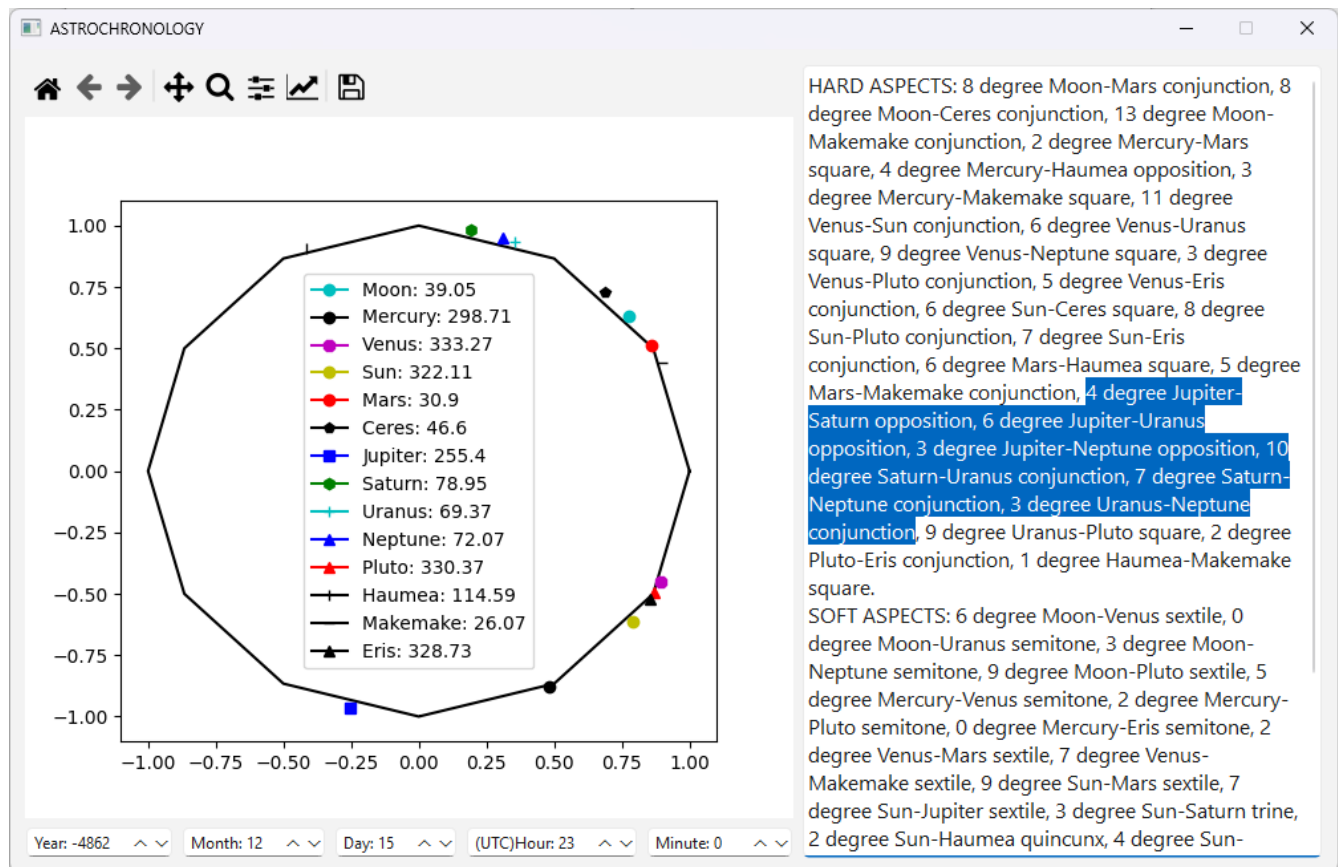 ASTROCHRONOLOGY
1.00
0.75
0.50
0.25
0.00
−0.25
−0.50
−0.75
−1.00
−1.00 −0.75 −0.50 −0.25 0.00 0.25 0.50 0.75 1.00
Moon: 39.05
Mercury: 298.71
Venus: 333.27
Sun: 322.11
Mars: 30.9
Ceres: 46.6
Jupiter: 255.4
Saturn: 78.95
Uranus: 69.37
Neptune: 72.07
Pluto: 330.37
Haumea: 114.59
Makemake: 26.07
Eris: 328.73
HARD ASPECTS: 8 degree Moon-Mars conjunction, 8
degree Moon-Ceres conjunction, 13 degree Moon-
Makemake conjunction, 2 degree Mercury-Mars
square, 4 degree Mercury-Haumea opposition, 3
degree Mercury-Makemake square, 11 degree
Venus-Sun conjunction, 6 degree Venus-Uranus
square, 9 degree Venus-Neptune square, 3 degree
Venus-Pluto conjunction, 5 degree Venus-Eris
conjunction, 6 degree Sun-Ceres square, 8 degree
Sun-Pluto conjunction, 7 degree Sun-Eris
conjunction, 6 degree Mars-Haumea square, 5 degree
Mars-Makemake conjunction, 4 degree Jupiter-
Saturn opposition, 6 degree Jupiter-Uranus
opposition, 3 degree Jupiter-Neptune opposition, 10
degree Saturn-Uranus conjunction, 7 degree Saturn-
Neptune conjunction, 3 degree Uranus-Neptune
conjunction, 9 degree Uranus-Pluto square, 2 degree
Pluto-Eris conjunction, 1 degree Haumea-Makemake
square.
SOFT ASPECTS: 6 degree Moon-Venus sextile, 0
degree Moon-Uranus semitone, 3 degree Moon-
Neptune semitone, 9 degree Moon-Pluto sextile, 5
degree Mercury-Venus semitone, 2 degree Mercury-
Pluto semitone, 0 degree Mercury-Eris semitone, 2
degree Venus-Mars sextile, 7 degree Venus-
Makemake sextile, 9 degree Sun-Mars sextile, 7
degree Sun-Jupiter sextile, 3 degree Sun-Saturn trine,
2 degree Sun-Haumea quincunx, 4 degree Sun-
Year: -4862 Month: 12 Day: 15 (UTC)Hour: 23 Minute: 0